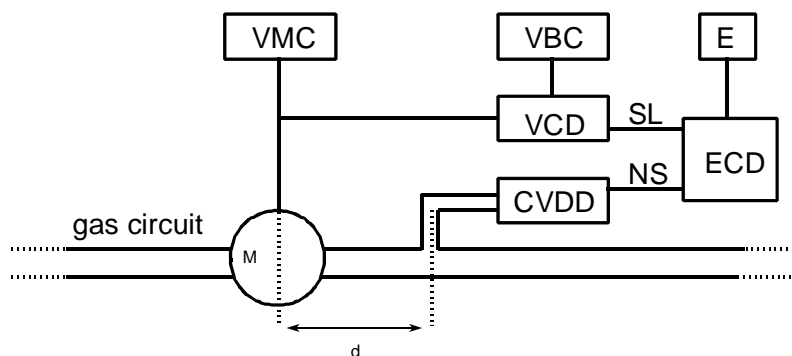 VMC
VBC
E
VCD
SL
ECD
NS
CVDD
gas circuit
M
d